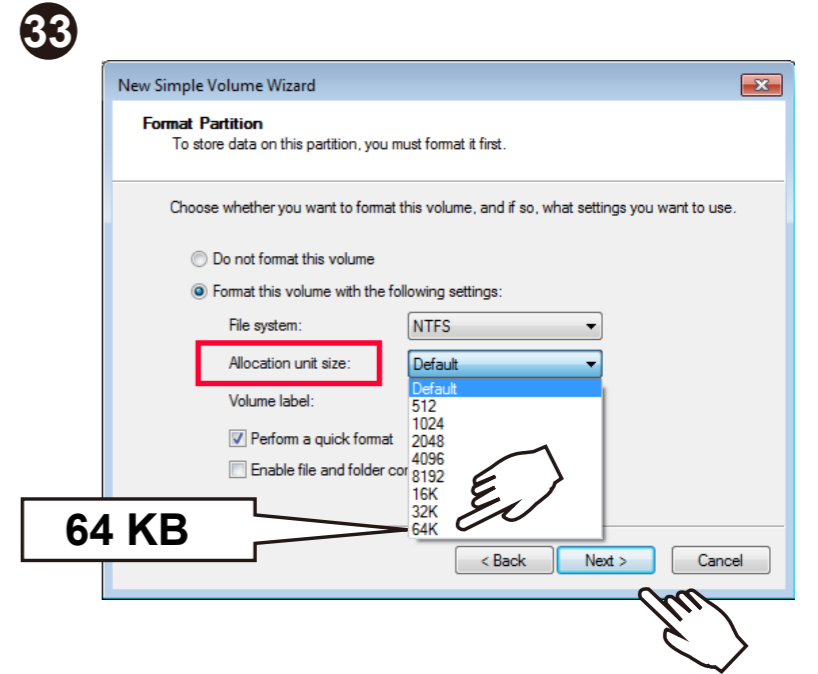 33
New Simple Volume Wizard
Format Partition
To store data on this partition, you must format it first.
Choose whether you want to format this volume, and if so, what settings you want to use.
Do not format this volume
Format this volume with the following settings:
File system: NTFS
Allocation unit size: Default
Default
Volume label:
512
1024
Perform a quick format
2048
4096
Enable file and folder cor
8192
16K
32K
64K
64 KB
< Back Next > Cancel